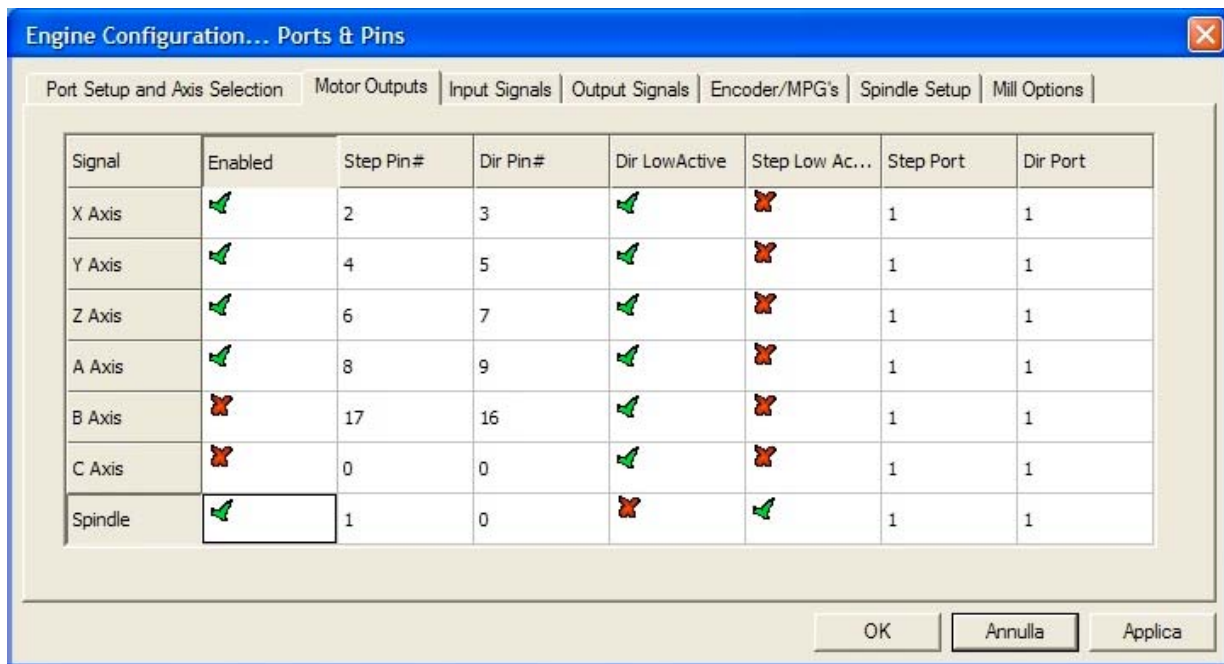 Engine Configuration... Ports & Pins
Port Setup and Axis Selection Motor Outputs Input Signals Output Signals Encoder/MPG's Spindle Setup Mill Options
Signal Enabled Step Pin# Dir Pin# Dir LowActive Step Low Ac... Step Port Dir Port
X Axis 2 3 1 1
Y Axis 4 5 1 1
Z Axis 6 7 1 1
A Axis 8 9 1 1
B Axis 17 16 1 1
C Axis 0 0 1 1
Spindle 1 0 1 1
OK Annulla Applica